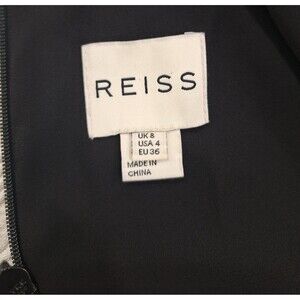 REISS
UK 8
USA 4
EU 36
MADE IN
CHINA